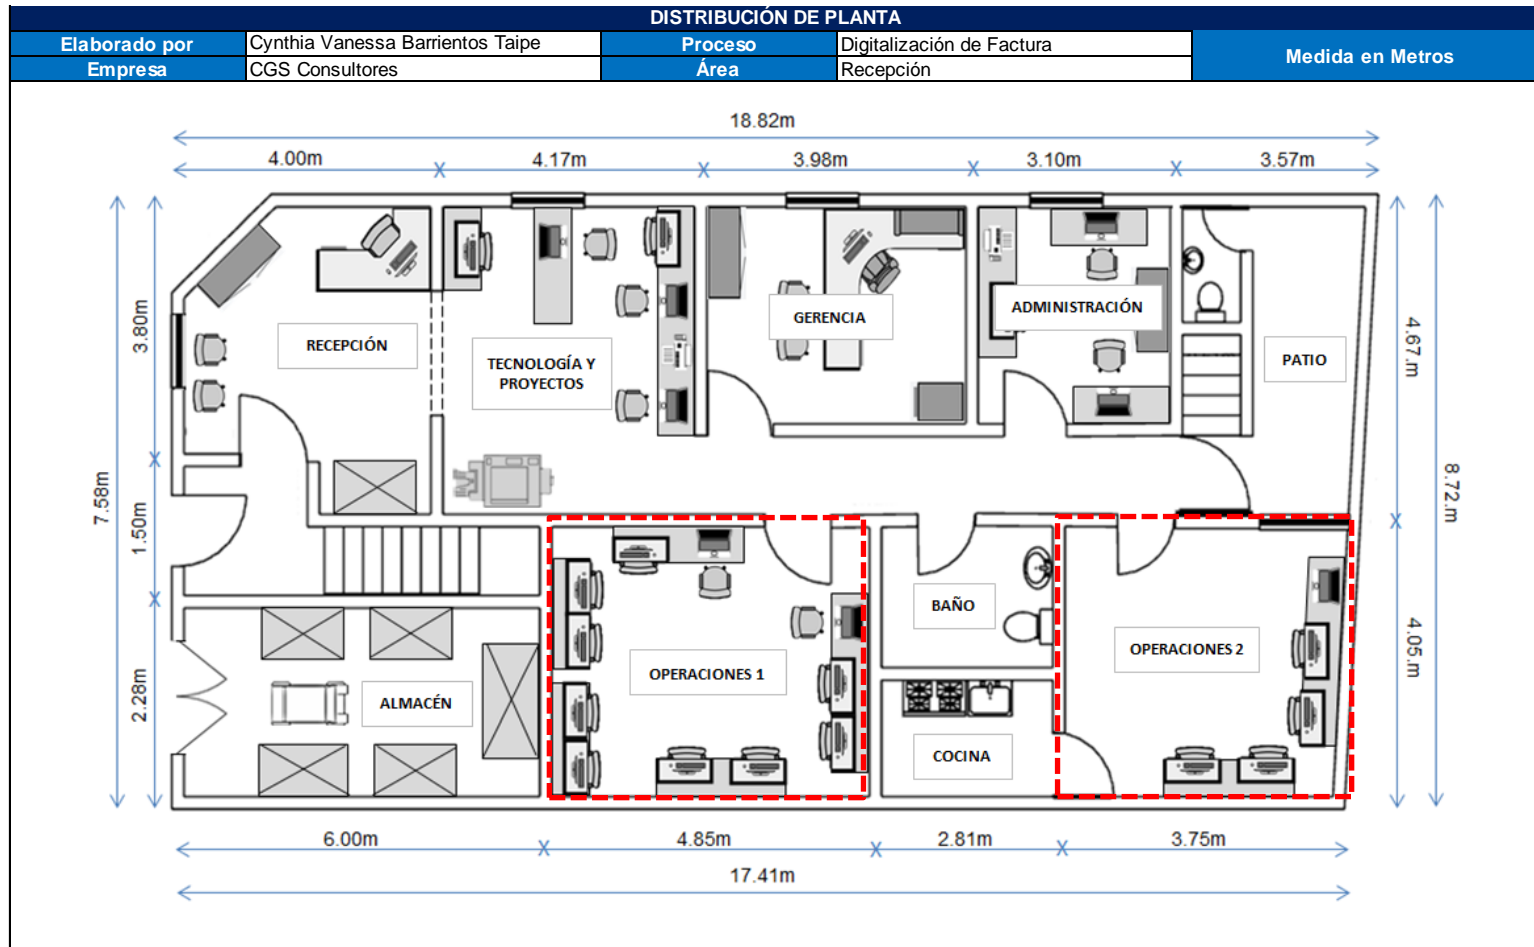 DISTRIBUCIÓN DE PLANTA
Elaborado por Cynthia Vanessa Barrientos Taipe Proceso Digitalización de Factura Medida en Metros
Empresa CGS Consultores Área Recepción
18.82m
4.00m 4.17m 3.98m 3.10m 3.57m
7.58m
3.80m
1.50m
2.28m
RECEPCIÓN
TECNOLOGÍA Y
PROYECTOS
GERENCIA
ADMINISTRACIÓN
PATIO
4.67.m
8.72.m
4.05.m
BAÑO
OPERACIONES 1
OPERACIONES 2
ALMACÉN
COCINA
6.00m 4.85m 2.81m 3.75m
17.41m